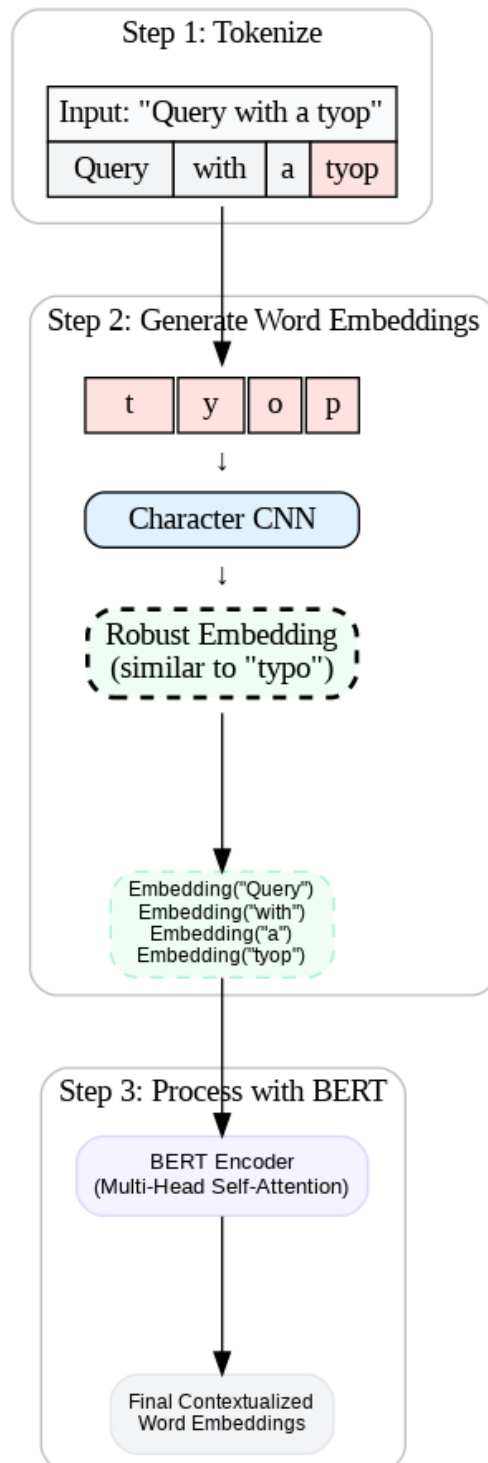 Step 1: Tokenize
Input: "Query with a tyop"
Query with a tyop
Step 2: Generate Word Embeddings
t y o p
↓
Character CNN
↓
Robust Embedding
(similar to "typo")
Embedding("Query")
Embedding("with")
Embedding("a")
Embedding("tyop")
Step 3: Process with BERT
BERT Encoder
(Multi-Head Self-Attention)
Final Contextualized
Word Embeddings